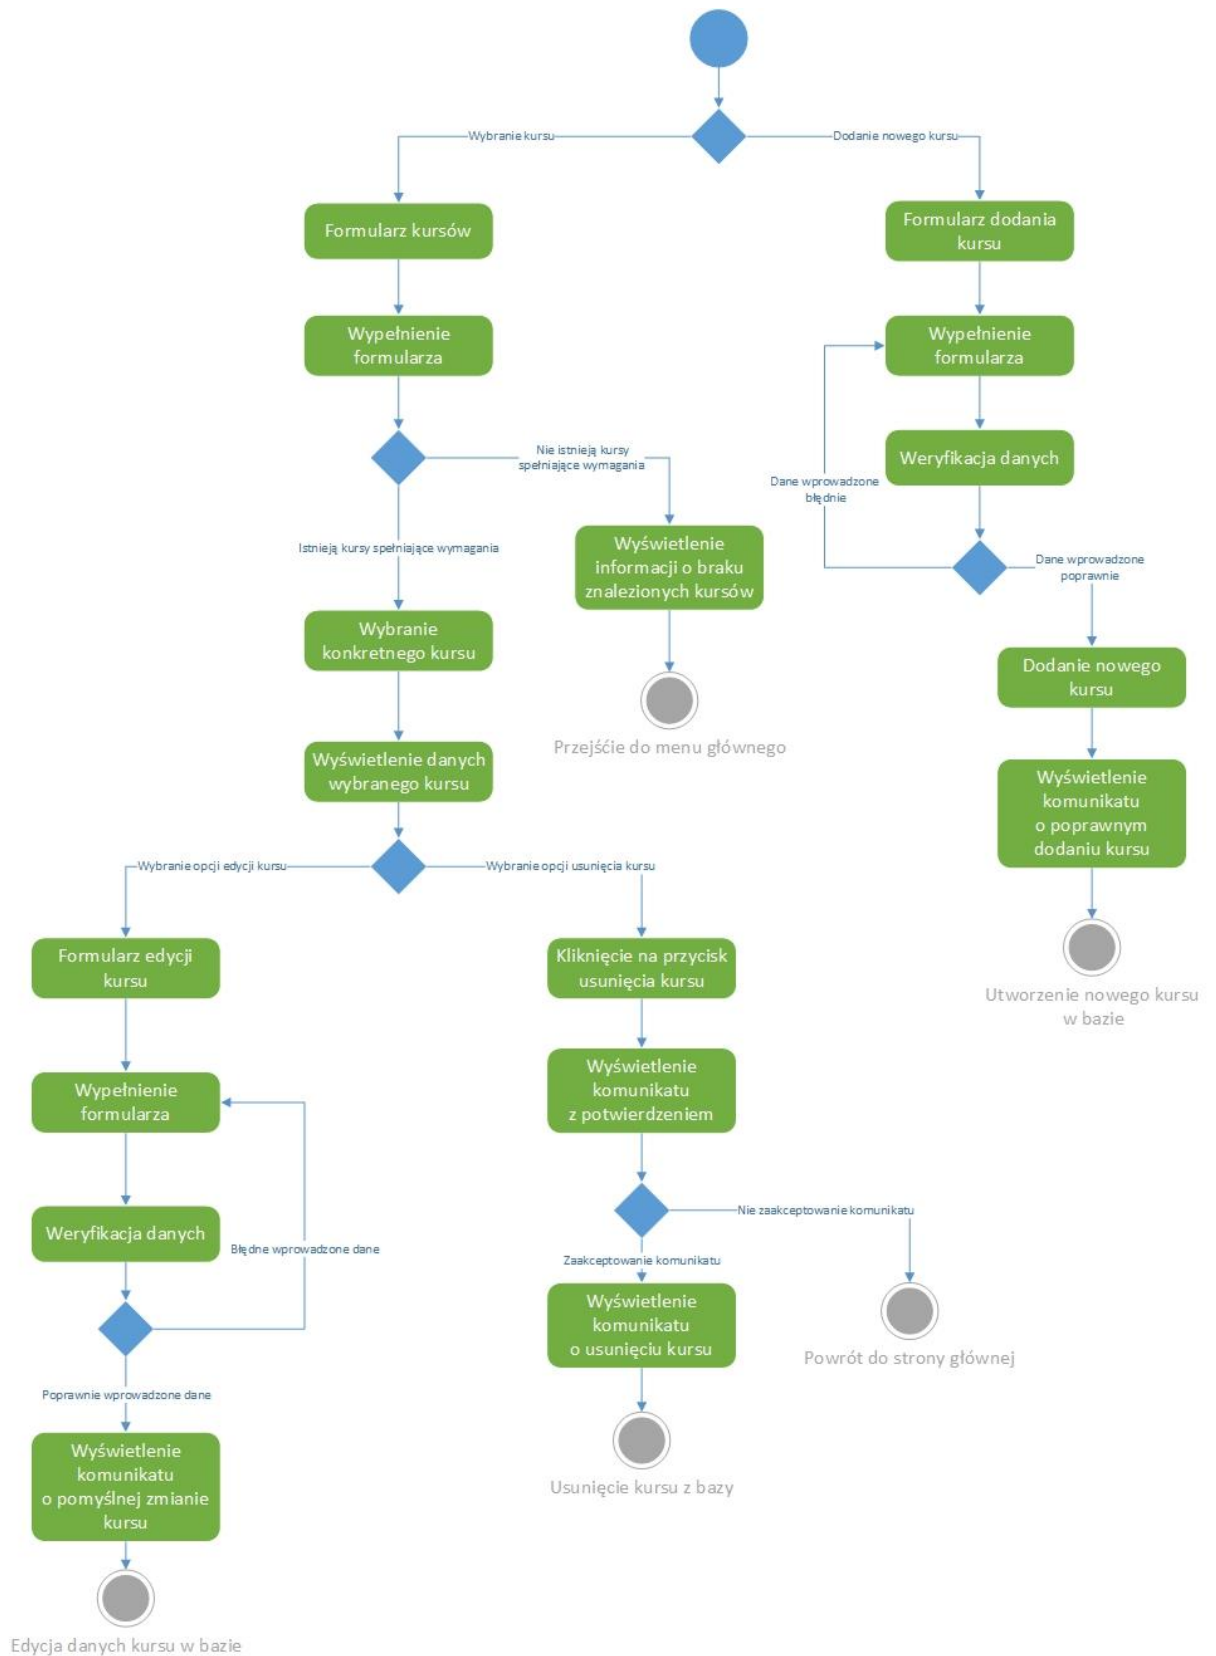 Wybranie kursu
Dodanie nowego kursu
Formularz kursów
Formularz dodania
kursu
Wypełnienie
formularza
Wypełnienie
formularza
Nie istnieją kursy
spełniające wymagania
Weryfikacja danych
Dane wprowadzone
błędnie
Istnieją kursy spełniające wymagania
Wyświetlenie
informacji o braku
znalezionych kursów
Dane wprowadzone
poprawnie
Wybranie
konkretnego kursu
Dodanie nowego
kursu
Przejśćie do menu głównego
Wyświetlenie danych
wybranego kursu
Wyświetlenie
komunikatu
o poprawnym
dodaniu kursu
Wybranie opcji edycji kursu
Wybranie opcji usunięcia kursu
Formularz edycji
kursu
Kliknięcie na przycisk
usunięcia kursu
Utworzenie nowego kursu
w bazie
Wypełnienie
formularza
Wyświetlenie
komunikatu
z potwierdzeniem
Weryfikacja danych
Błędne wprowadzone dane
Nie zaakceptowanie komunikatu
Zaakceptowanie komunikatu
Wyświetlenie
komunikatu
o usunięciu kursu
Powrót do strony głównej
Poprawnie wprowadzone dane
Wyświetlenie
komunikatu
o pomyślnej zmianie
kursu
Usunięcie kursu z bazy
Edycja danych kursu w bazie